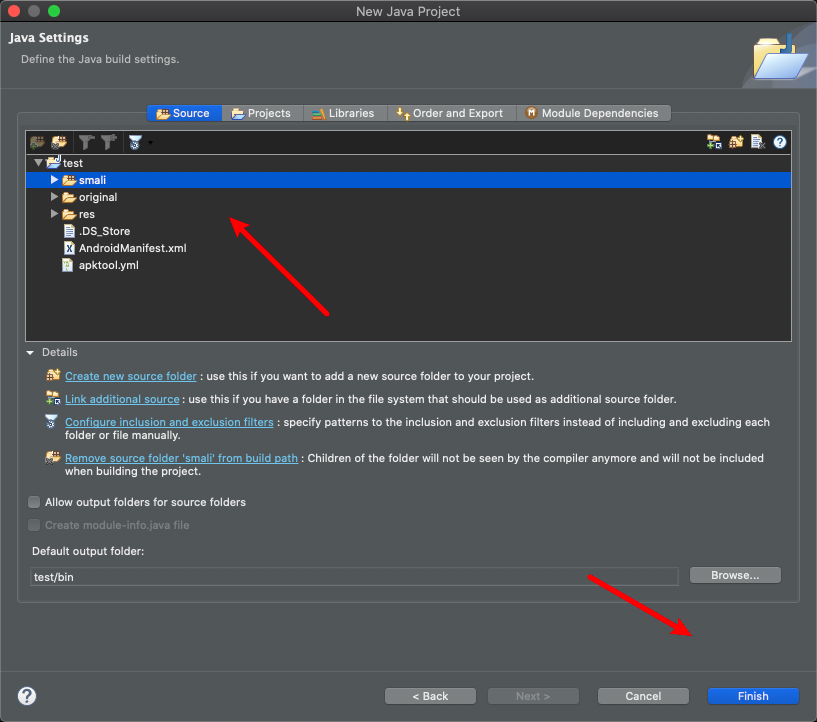 New Java Project
Java Settings
Define the Java build settings.
Source Projects Libraries Order and Export Module Dependencies
test
smali
original
res
.DS_Store
AndroidManifest.xml
apktool.yml
Details
Create new source folder : use this if you want to add a new source folder to your project.
Link additional source : use this if you have a folder in the file system that should be used as additional source folder.
Configure inclusion and exclusion filters : specify patterns to the inclusion and exclusion filters instead of including and excluding each
folder or file manually.
Remove source folder 'smali' from build path : Children of the folder will not be seen by the compiler anymore and will not be included
when building the project.
Allow output folders for source folders
Create module-info.java file
Default output folder:
test/bin
Browse...
< Back Next > Cancel Finish